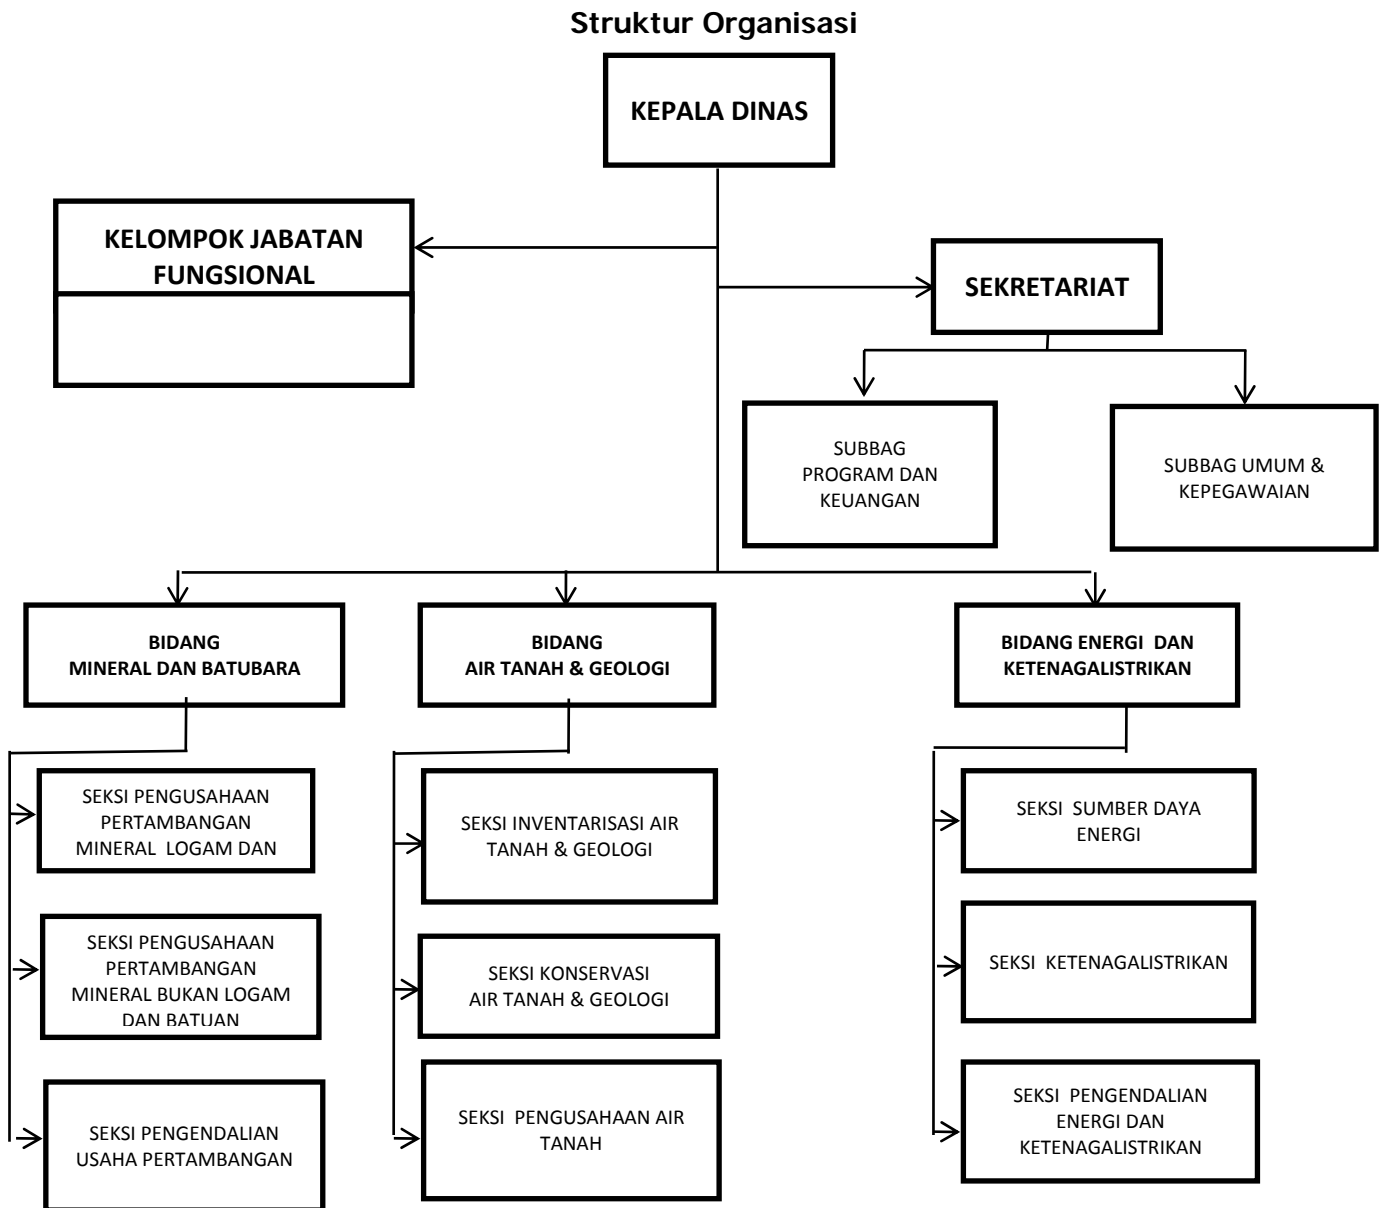 Struktur Organisasi
KEPALA DINAS
KELOMPOK JABATAN
FUNGSIONAL
SEKRETARIAT
SUBBAG
PROGRAM DAN
KEUANGAN
SUBBAG UMUM &
KEPEGAWAIAN
BIDANG
MINERAL DAN BATUBARA
BIDANG
AIR TANAH & GEOLOGI
BIDANG ENERGI DAN
KETENAGALISTRIKAN
SEKSI PENGUSAHAAN
PERTAMBANGAN
MINERAL LOGAM DAN
SEKSI INVENTARISASI AIR
TANAH & GEOLOGI
SEKSI SUMBER DAYA
ENERGI
SEKSI PENGUSAHAAN
PERTAMBANGAN
MINERAL BUKAN LOGAM
DAN BATUAN
SEKSI KONSERVASI
AIR TANAH & GEOLOGI
SEKSI KETENAGALISTRIKAN
SEKSI PENGENDALIAN
USAHA PERTAMBANGAN
SEKSI PENGUSAHAAN AIR
TANAH
SEKSI PENGENDALIAN
ENERGI DAN
KETENAGALISTRIKAN